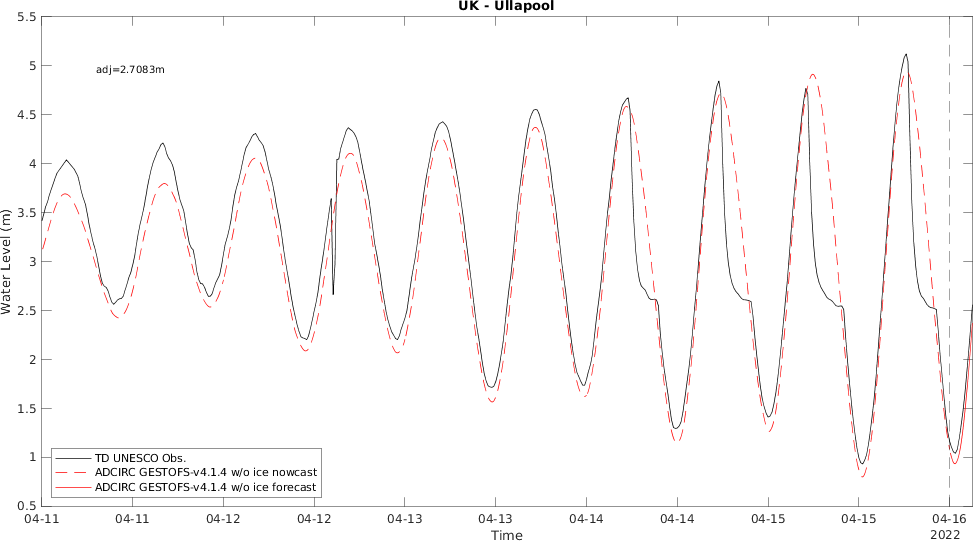 UK - Ullapool
5.5
5
4.5
4
3.5
3
2.5
2
1.5
1
0.5
Water Level (m)
adj=2.7083m
TD UNESCO Obs.
ADCIRC GESTOFS-v4.1.4 w/o ice nowcast
ADCIRC GESTOFS-v4.1.4 w/o ice forecast
04-11 04-11 04-12 04-12 04-13 04-13 04-14 04-14 04-15 04-15 04-16
Time
2022